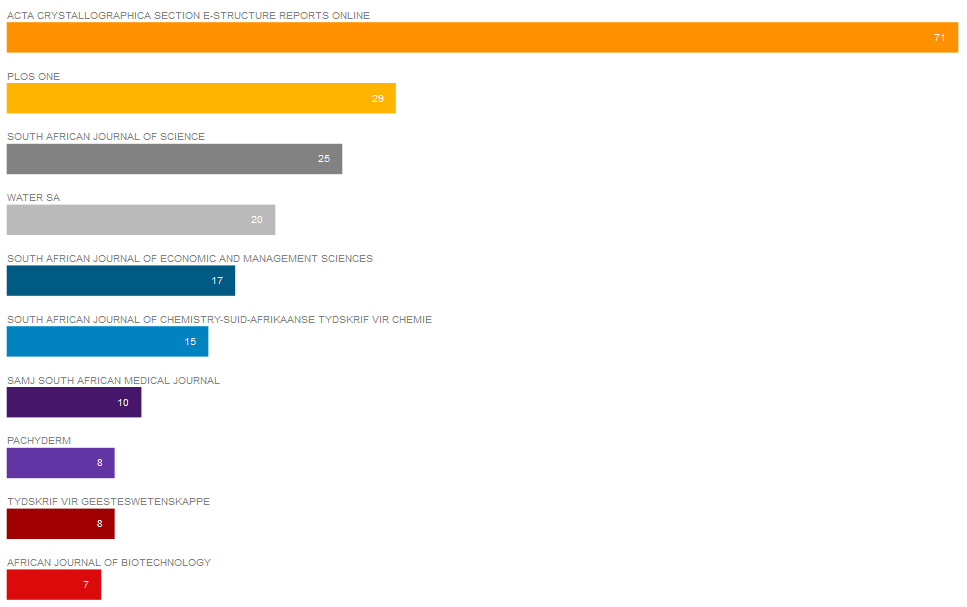 ACTA CRYSTALLOGRAPHICA SECTION E-STRUCTURE REPORTS ONLINE
71
PLOS ONE
29
SOUTH AFRICAN JOURNAL OF SCIENCE
25
WATER SA
20
SOUTH AFRICAN JOURNAL OF ECONOMIC AND MANAGEMENT SCIENCES
17
SOUTH AFRICAN JOURNAL OF CHEMISTRY-SUID-AFRIKAANSE TYDSKRIF VIR CHEMIE
15
SAMJ SOUTH AFRICAN MEDICAL JOURNAL
10
PACHYDERM
8
TYDSKRIF VIR GEESTESWETENSKAPPE
8
AFRICAN JOURNAL OF BIOTECHNOLOGY
7